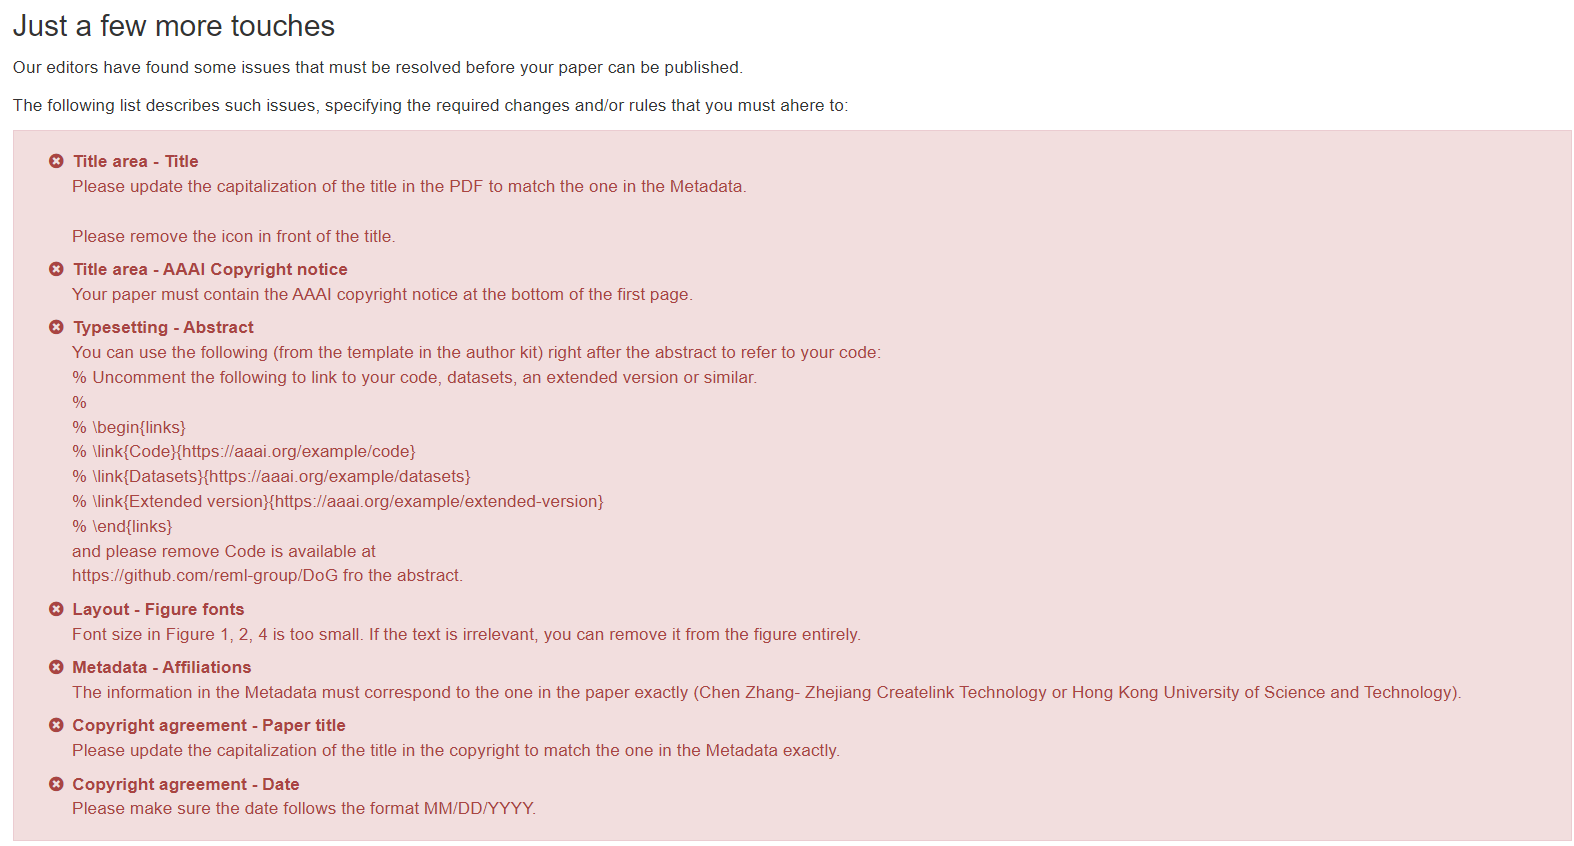 Just a few more touches
Our editors have found some issues that must be resolved before your paper can be published.
The following list describes such issues, specifying the required changes and/or rules that you must ahere to:
Title area - Title
Please update the capitalization of the title in the PDF to match the one in the Metadata.
Please remove the icon in front of the title.
Title area - AAAI Copyright notice
Your paper must contain the AAAI copyright notice at the bottom of the first page.
Typesetting - Abstract
You can use the following (from the template in the author kit) right after the abstract to refer to your code:
% Uncomment the following to link to your code, datasets, an extended version or similar.
%
% \begin{links}
% \link{Code}{https://aaai.org/example/code}
% \link{Datasets}{https://aaai.org/example/datasets}
% \link{Extended version}{https://aaai.org/example/extended-version}
% \end{links}
and please remove Code is available at
https://github.com/reml-group/DoG fro the abstract.
Layout - Figure fonts
Font size in Figure 1, 2, 4 is too small. If the text is irrelevant, you can remove it from the figure entirely.
Metadata - Affiliations
The information in the Metadata must correspond to the one in the paper exactly (Chen Zhang- Zhejiang Createlink Technology or Hong Kong University of Science and Technology).
Copyright agreement - Paper title
Please update the capitalization of the title in the copyright to match the one in the Metadata exactly.
Copyright agreement - Date
Please make sure the date follows the format MM/DD/YYYY.